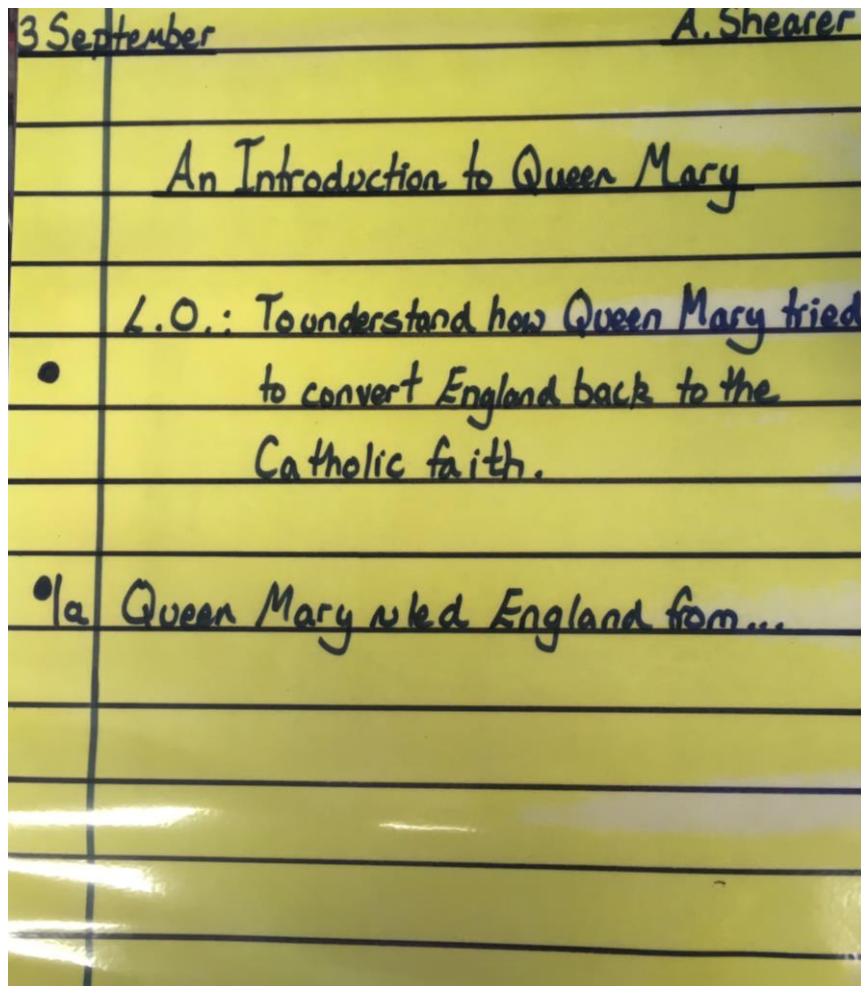 3 September A. Shearer
An Introduction to Queen Mary
L.O.: To understand how Queen Mary tried
to convert England back to the
Catholic faith.
1a Queen Mary ruled England from...